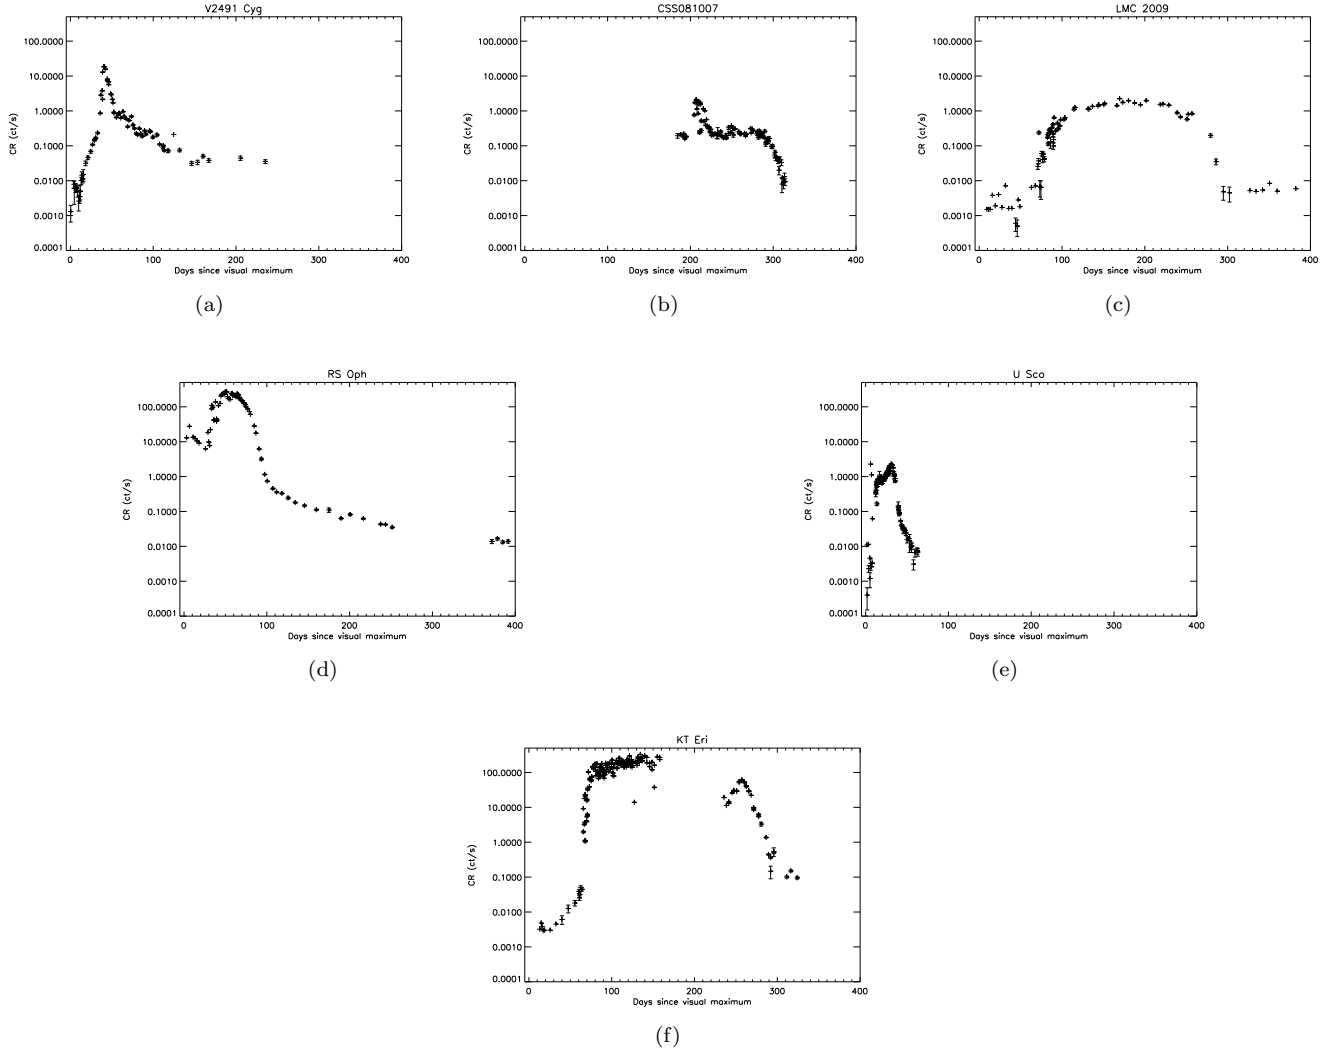 V2491 Cyg
100.0000
10.0000
1.0000
0.1000
0.0100
0.0010
0.0001
CR (ct/s)
0 100 200 300 400
Days since visual maximum
(a)
CSS081007
100.0000
10.0000
1.0000
0.1000
0.0100
0.0010
0.0001
CR (ct/s)
0 100 200 300 400
Days since visual maximum
(b)
LMC 2009
100.0000
10.0000
1.0000
0.1000
0.0100
0.0010
0.0001
CR (ct/s)
0 100 200 300 400
Days since visual maximum
(c)
RS Oph
100.0000
10.0000
1.0000
0.1000
0.0100
0.0010
0.0001
CR (ct/s)
0 100 200 300 400
Days since visual maximum
(d)
U Sco
100.0000
10.0000
1.0000
0.1000
0.0100
0.0010
0.0001
CR (ct/s)
0 100 200 300 400
Days since visual maximum
(e)
KT Eri
100.0000
10.0000
1.0000
0.1000
0.0100
0.0010
0.0001
CR (ct/s)
0 100 200 300 400
Days since visual maximum
(f)